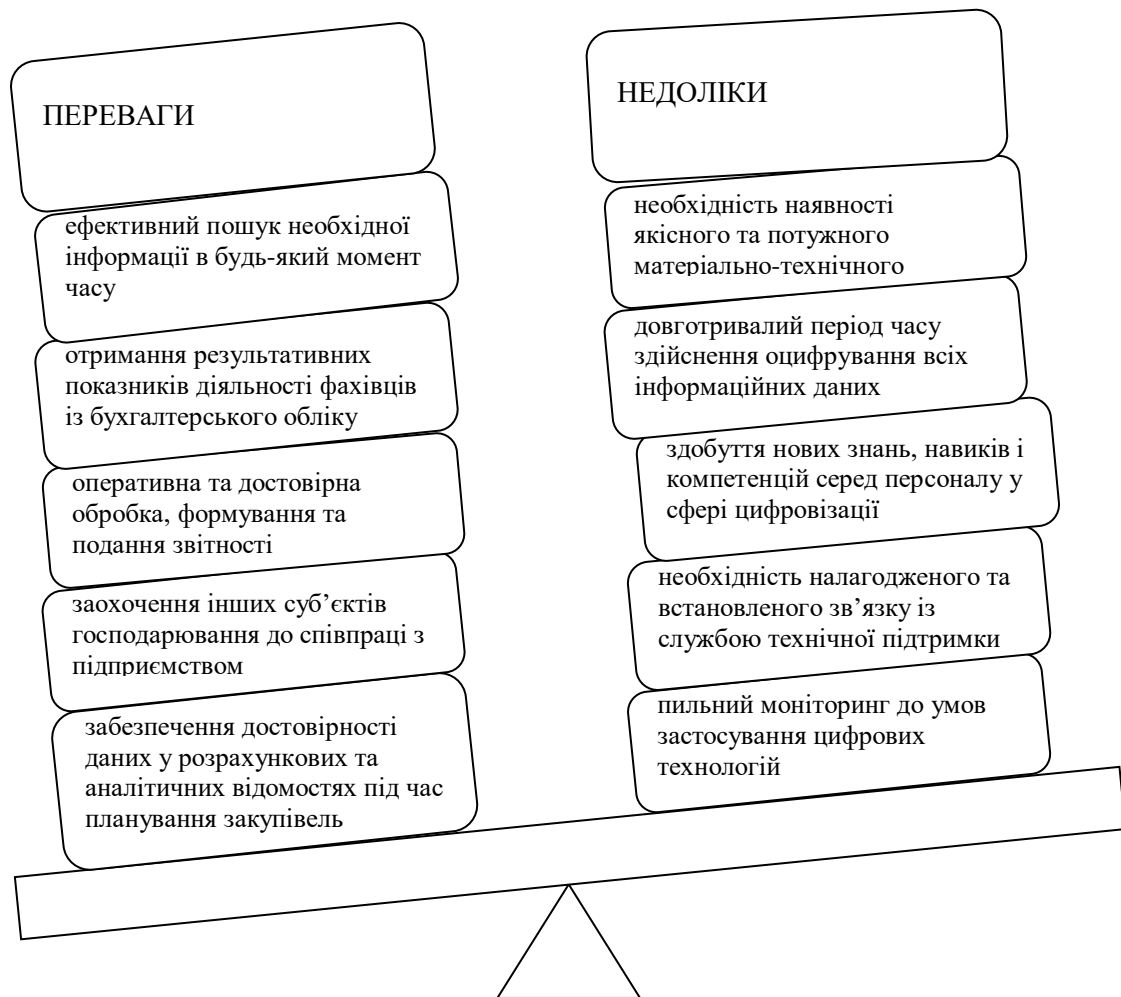 ПЕРЕВАГИ
ефективний пошук необхідної
інформації в будь-який момент
часу
отримання результативних
показників діяльності фахівців
із бухгалтерського обліку
оперативна та достовірна
обробка, формування та
подання звітності
заохочення інших суб’єктів
господарювання до співпраці з
підприємством
забезпечення достовірності
даних у розрахункових та
аналітичних відомостях під час
планування закупівель
НЕДОЛІКИ
необхідність наявності
якісного та потужного
матеріально-технічного
довготривалий період часу
здійснення оцифрування всіх
інформаційних даних
здобуття нових знань, навиків і
компетенцій серед персоналу у
сфері цифровізації
необхідність налагодженого та
встановленого зв’язку із
службою технічної підтримки
пильний моніторинг до умов
застосування цифрових
технологій